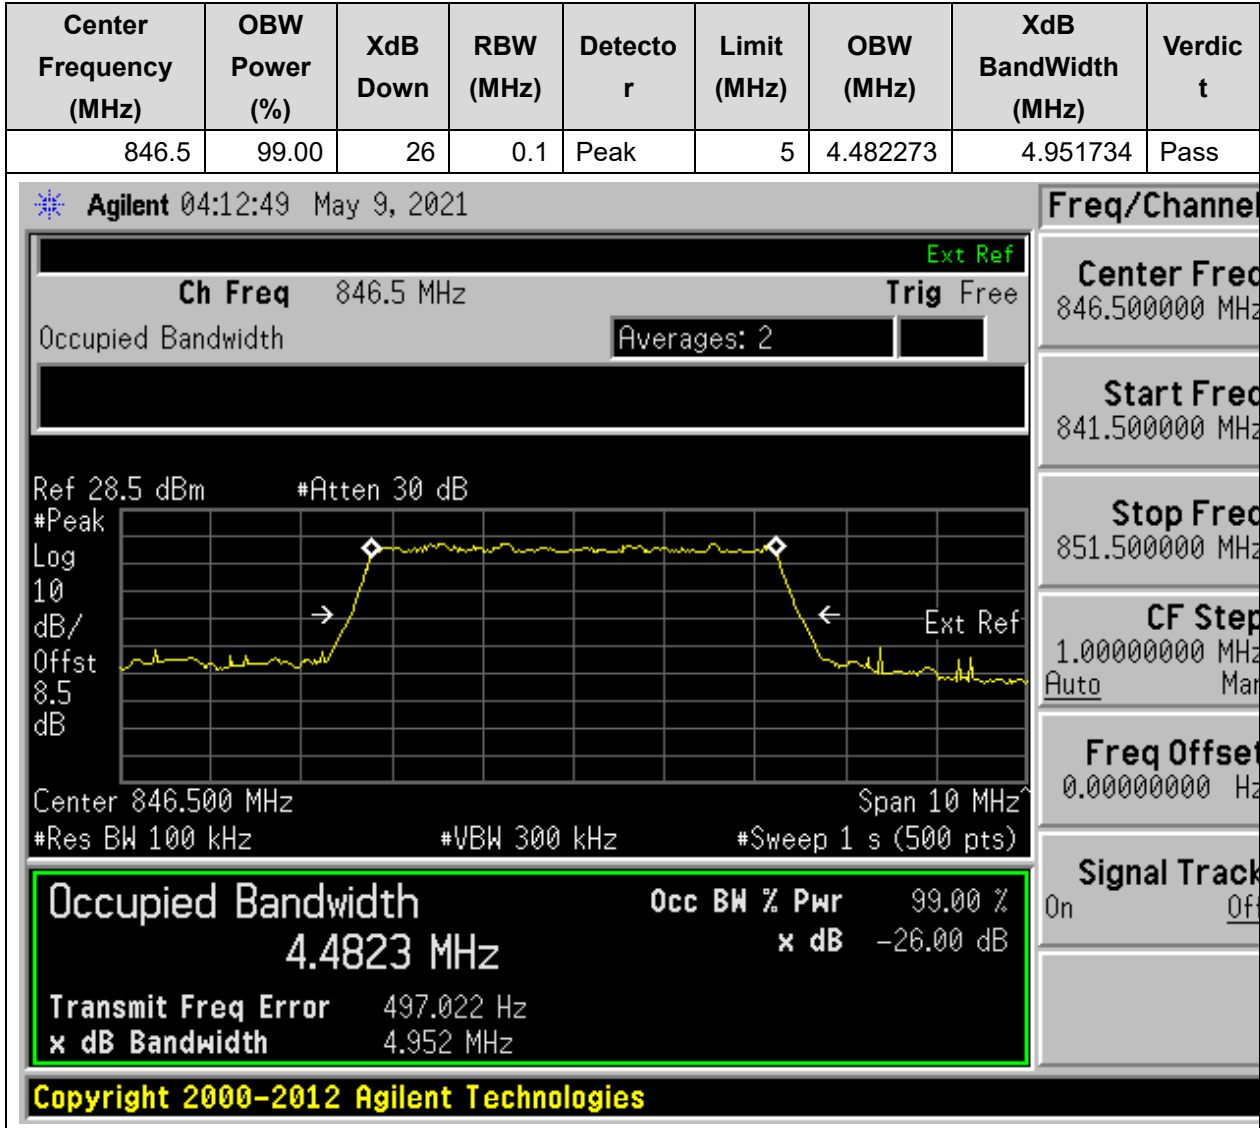 Center Frequency (MHz) OBW Power (%) XdB Down RBW (MHz) Detecto r Limit (MHz) OBW (MHz) XdB BandWidth (MHz) Verdic t
846.5 99.00 26 0.1 Peak 5 4.482273 4.951734 Pass
Agilent 04:12:49 May 9, 2021
Freq/Channel
Ext Ref
Ch Freq 846.5 MHz Trig Free
Occupied Bandwidth Averages: 2
Center Freq
846.500000 MHz
Start Freq
841.500000 MHz
Stop Freq
851.500000 MHz
CF Step
1.00000000 MHz
Auto Man
Freq Offset
0.00000000 Hz
Signal Track
On Off
Ref 28.5 dBm #Atten 30 dB
#Peak
Log
10
dB/
Offst
8.5
dB
Ext Ref
Center 846.500 MHz Span 10 MHz^
#Res BW 100 kHz #VBW 300 kHz #Sweep 1 s (500 pts)
Occupied Bandwidth
4.4823 MHz
Occ BW % Pwr 99.00 %
x dB -26.00 dB
Transmit Freq Error 497.022 Hz
x dB Bandwidth 4.952 MHz
Copyright 2000-2012 Agilent Technologies